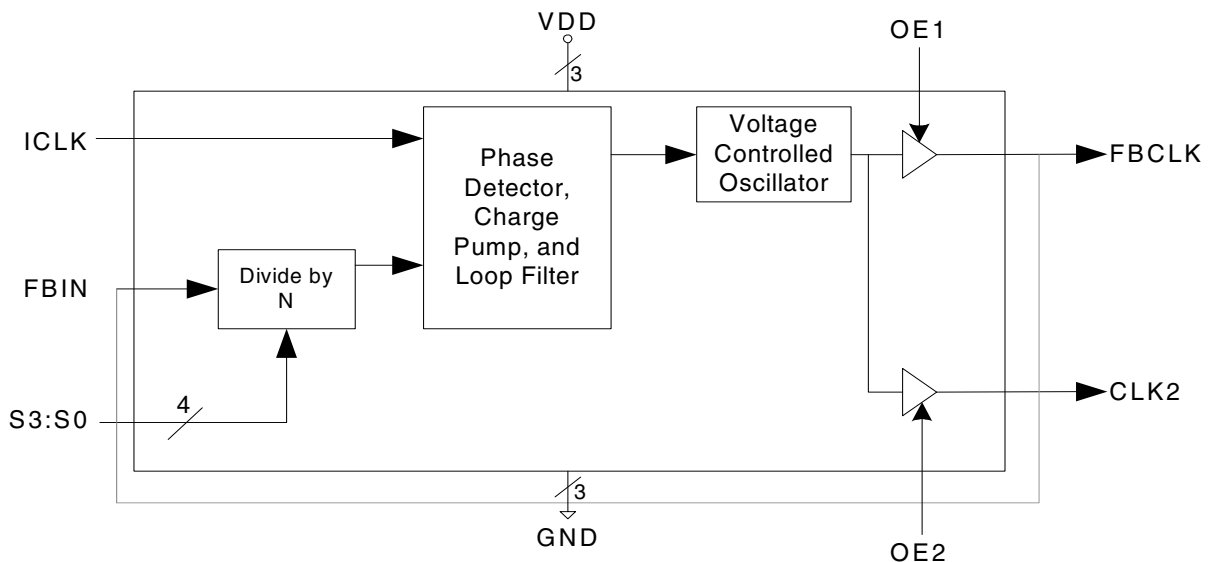 VDD
3
OE1
ICLK
Phase
Detector,
Charge
Pump, and
Loop Filter
Voltage
Controlled
Oscillator
FBCLK
FBIN
Divide by
N
S3:S0
4
CLK2
3
GND
OE2